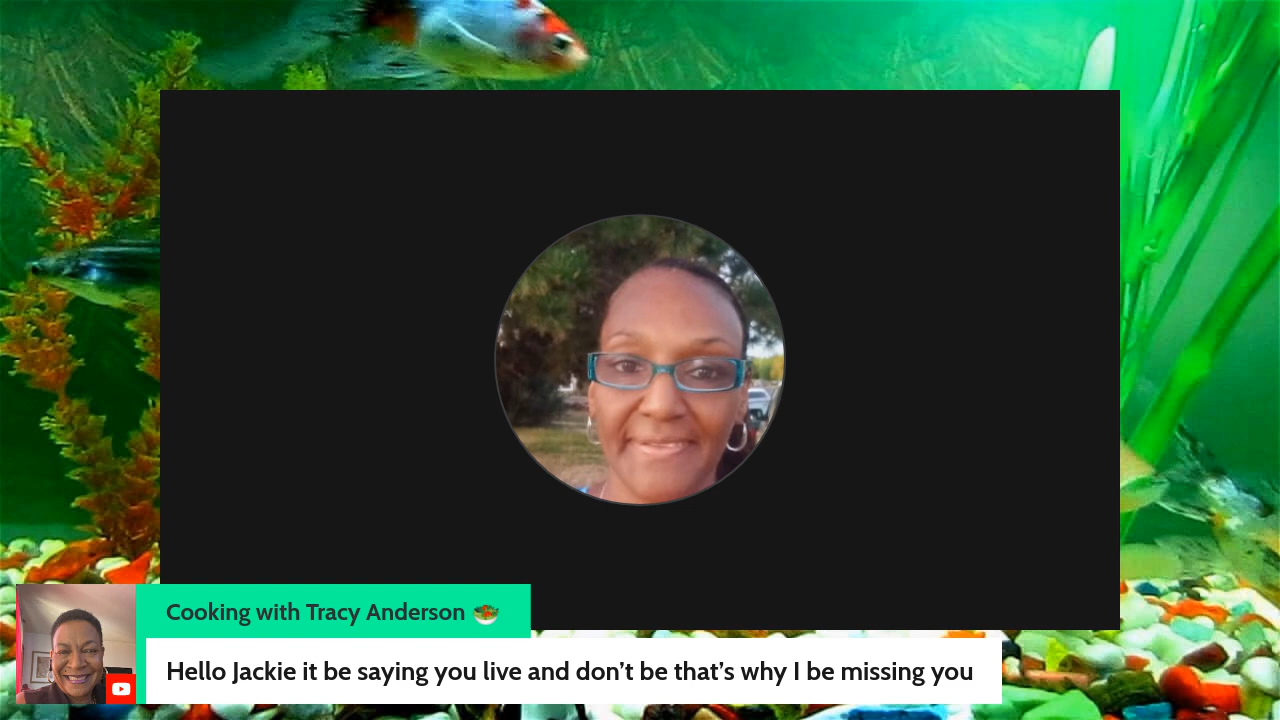 Cooking with Tracy Anderson 🥗
Hello Jackie it be saying you live and don't be that's why I be missing you